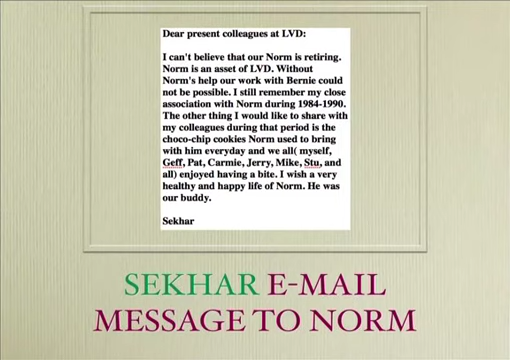 Dear present colleagues at LVD:
I can't believe that our Norm is retiring.
Norm is an asset of LVD. Without
Norm's help our work with Bernie could
not be possible. I still remember my close
association with Norm during 1984-1990.
The other thing I would like to share with
my colleagues during that period is the
choco-chip cookies Norm used to bring
with him everyday and we all( myself,
Geff, Pat, Carmie, Jerry, Mike, Stu, and
all) enjoyed having a bite. I wish a very
healthy and happy life of Norm. He was
our buddy.
Sekhar
SEKHAR E-MAIL
MESSAGE TO NORM